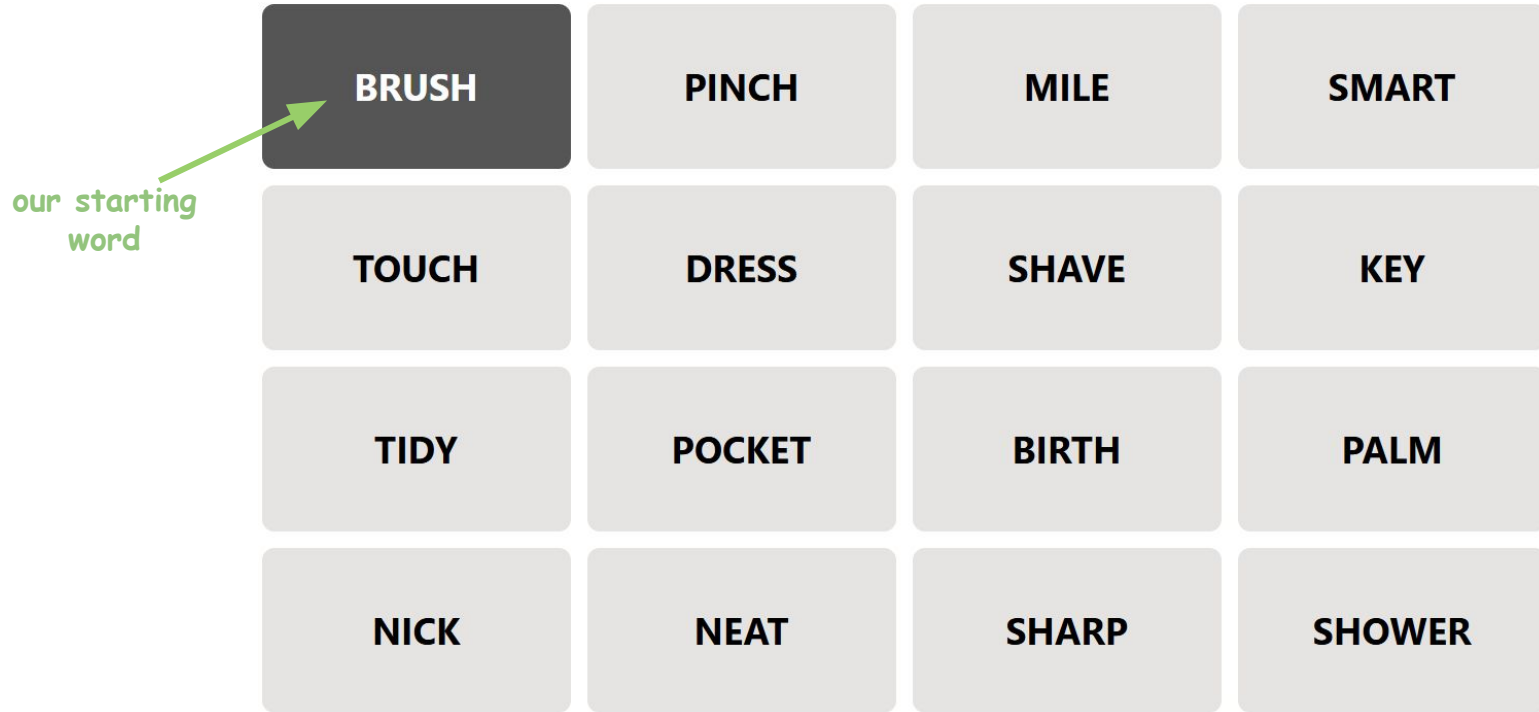 BRUSH PINCH MILE SMART
our starting
word
TOUCH DRESS SHAVE KEY
TIDY POCKET BIRTH PALM
NICK NEAT SHARP SHOWER